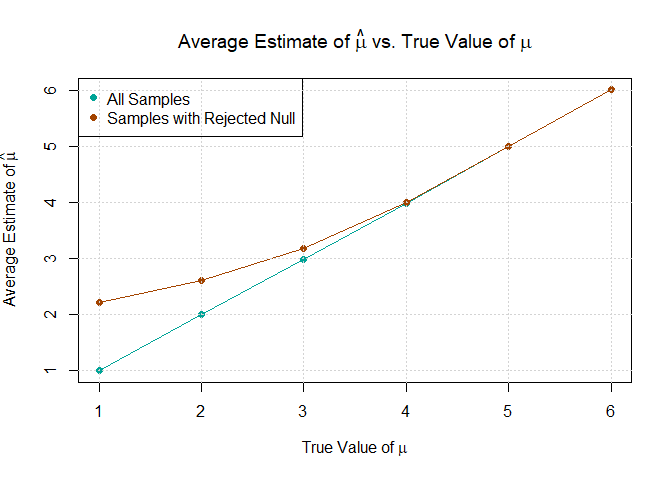 Average Estimate of μ̂ vs. True Value of μ
All Samples
Samples with Rejected Null
Average Estimate of μ̂
6
5
4
3
2
1
1 2 3 4 5 6
True Value of μ